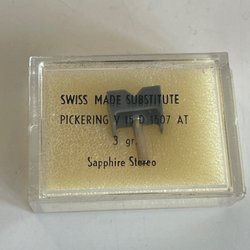 SWISS MADE SUBSTITUTE
PICKERING V 15 D 1507 AT
3 gr.
Sapphire Stereo